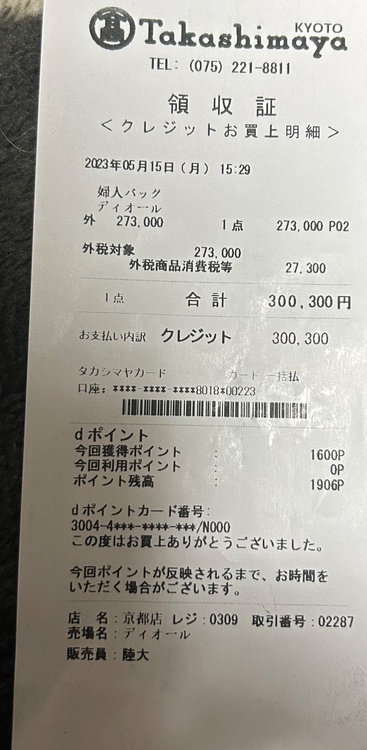 髙 Takashimaya KYOTO
TEL: (075) 221-8811
領収証
<クレジットお買上明細>
2023年05月15日(月) 15:29
婦人バッグ
ディオール
外 273,000 1点 273,000 P02
外税対象 273,000
外税商品消費税等 27,300
1点 合計 300,300円
お支払い内訳 クレジット 300,300
タカシマヤカード カード一括払
口座: ****-****-****8018*00223
dポイント
今回獲得ポイント : 1600P
今回利用ポイント : 0P
ポイント残高 : 1906P
dポイントカード番号:
3004-4***-****-***/N000
この度はお買上ありがとうございました。
今回ポイントが反映されるまで、お時間を
いただく場合がございます。
店 名:京都店 レジ:0309 取引番号:02287
売場名:ディオール
販売員:陸大